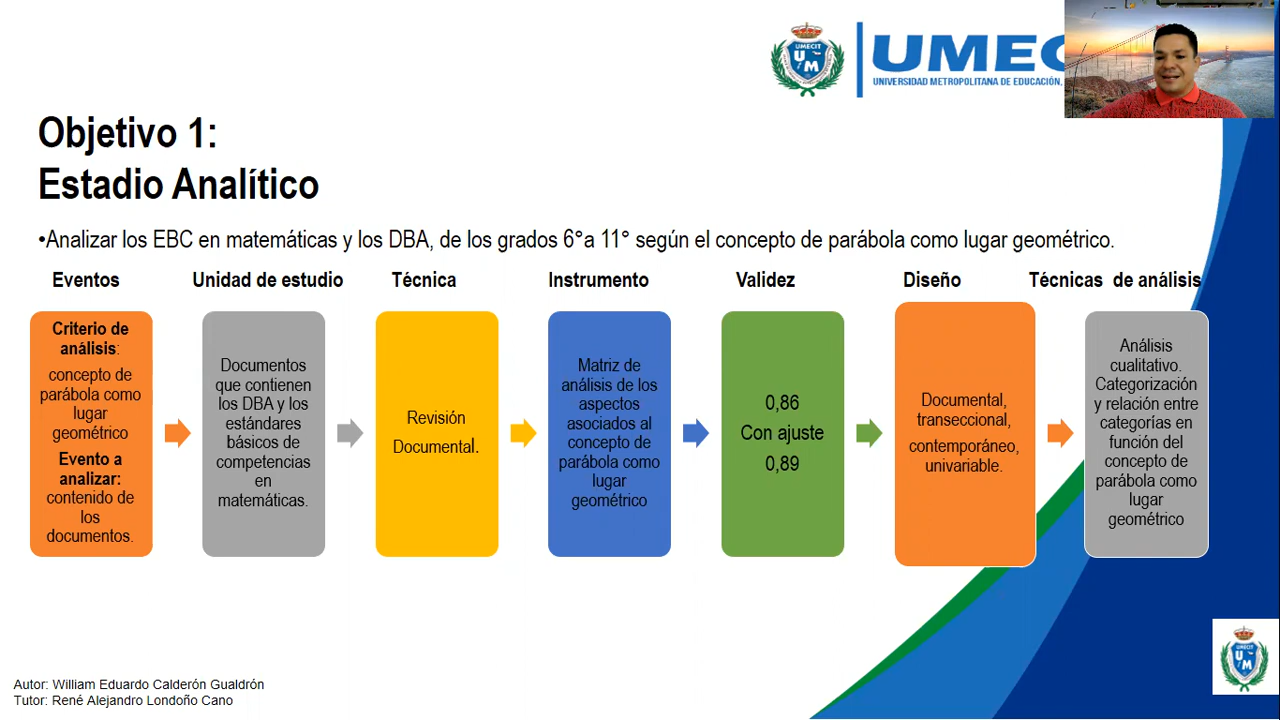 UMECIT
UM
UMEC
UNIVERSIDAD METROPOLITANA DE EDUCACIÓN,
Objetivo 1:
Estadio Analítico
•Analizar los EBC en matemáticas y los DBA, de los grados 6°a 11° según el concepto de parábola como lugar geométrico.
Eventos
Unidad de estudio
Técnica
Instrumento
Validez
Diseño
Técnicas de análisis
Criterio de
análisis:
concepto de
parábola como
lugar
geométrico
Evento a
analizar:
contenido de
los
documentos.
Documentos
que contienen
los DBA y los
estándares
básicos de
competencias
en
matemáticas.
Revisión
Documental.
Matriz de
análisis de los
aspectos
asociados al
concepto de
parábola como
lugar
geométrico
0,86
Con ajuste
0,89
Documental,
transeccional,
contemporáneo,
univariable.
Análisis
cualitativo.
Categorización
y relación entre
categorías en
función del
concepto de
parábola como
lugar
geométrico
Autor: William Eduardo Calderón Gualdrón
Tutor: René Alejandro Londoño Cano
UMECIT
UM